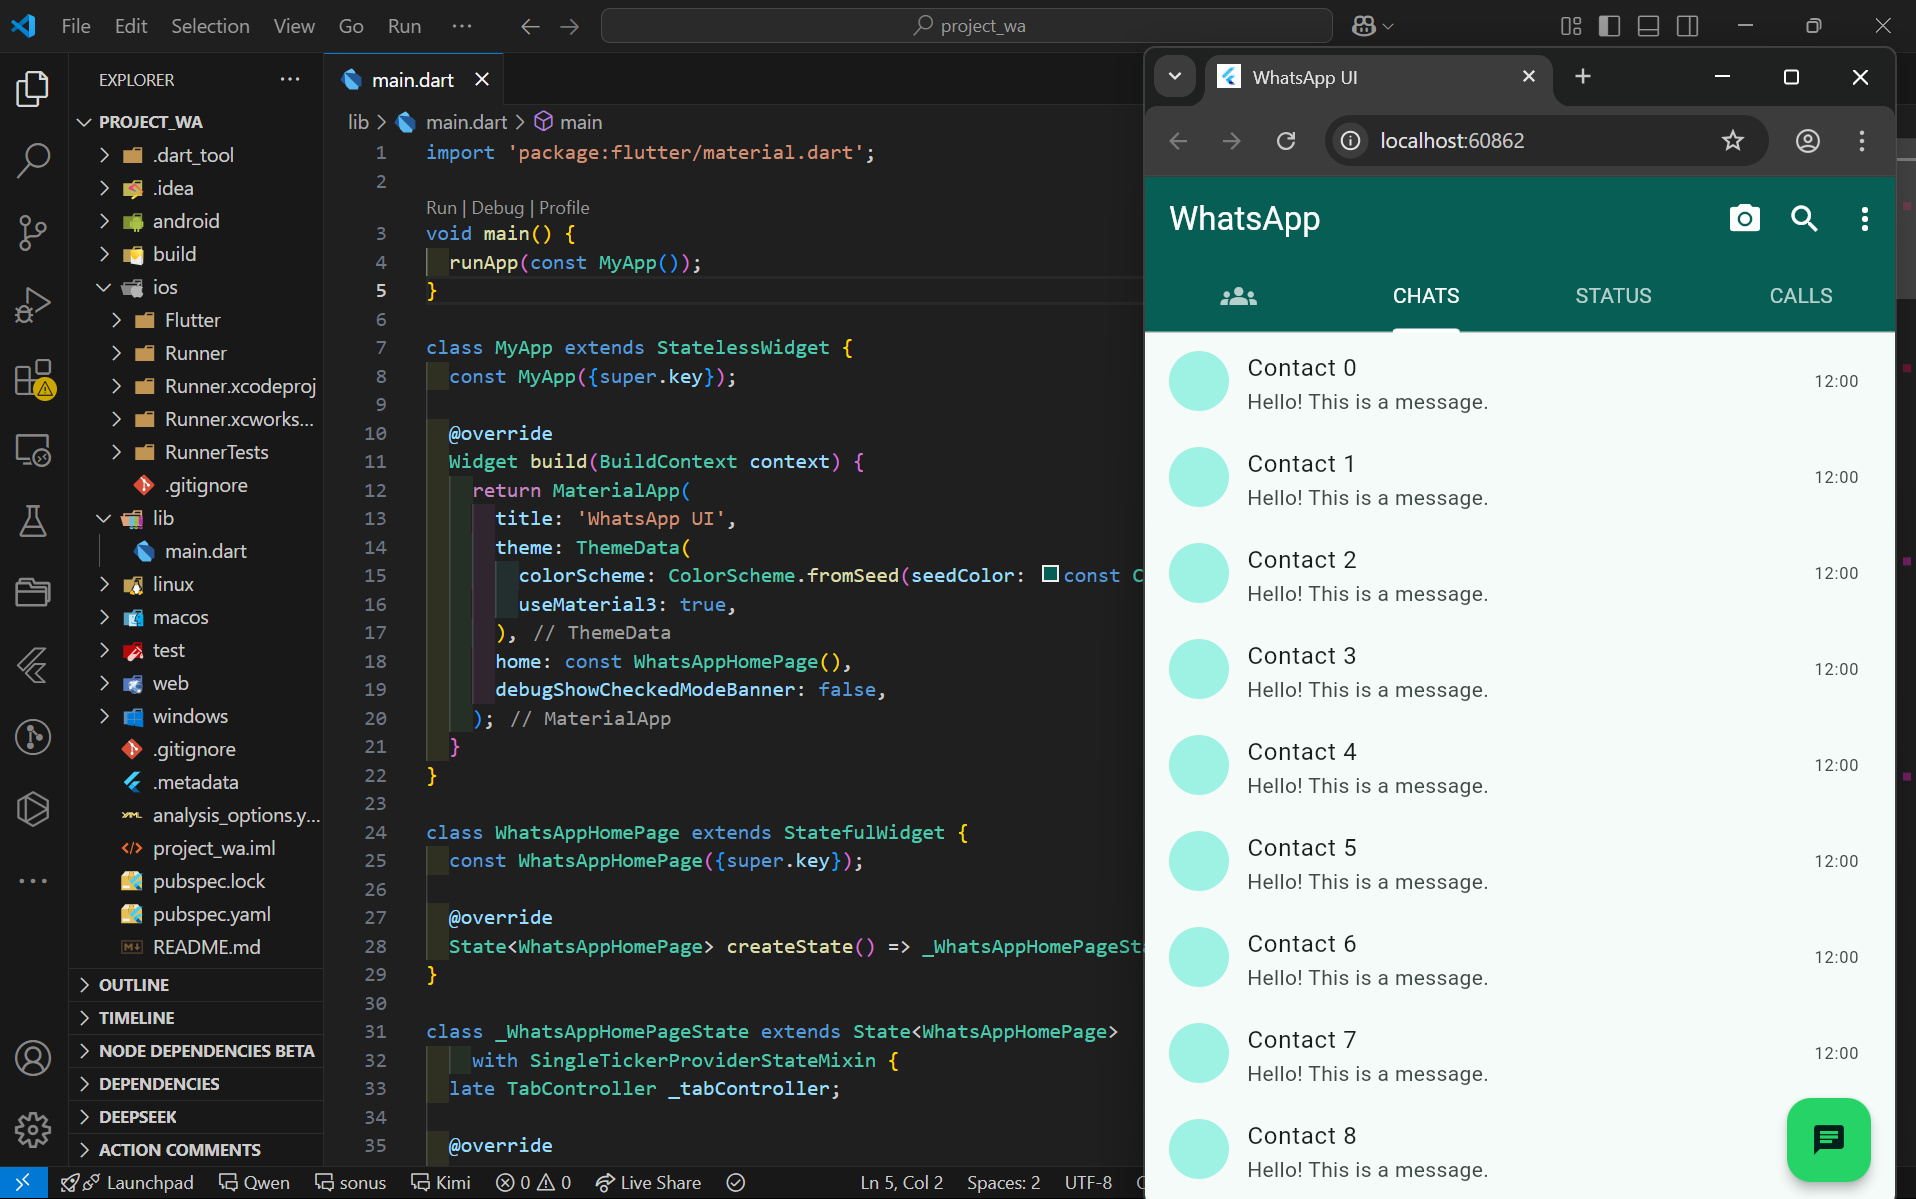 File Edit Selection View Go Run ··· project_wa
EXPLORER ···
PROJECT_WA
.dart_tool
.idea
android
build
ios
Flutter
Runner
Runner.xcodeproj
Runner.xcworks...
RunnerTests
.gitignore
lib
main.dart
linux
macos
test
web
windows
.gitignore
.metadata
analysis_options.y...
project_wa.iml
pubspec.lock
pubspec.yaml
README.md
OUTLINE
TIMELINE
NODE DEPENDENCIES BETA
DEPENDENCIES
DEEPSEEK
ACTION COMMENTS
main.dart
lib > main.dart > main
1 import 'package:flutter/material.dart';
2
Run | Debug | Profile
3 void main() {
4 runApp(const MyApp());
5 }
6
7 class MyApp extends StatelessWidget {
8 const MyApp({super.key});
9
10 @override
11 Widget build(BuildContext context) {
12 return MaterialApp(
13 title: 'WhatsApp UI',
14 theme: ThemeData(
15 colorScheme: ColorScheme.fromSeed(seedColor: const C
16 useMaterial3: true,
17 ), // ThemeData
18 home: const WhatsAppHomePage(),
19 debugShowCheckedModeBanner: false,
20 ); // MaterialApp
21 }
22 }
23
24 class WhatsAppHomePage extends StatefulWidget {
25 const WhatsAppHomePage({super.key});
26
27 @override
28 State<WhatsAppHomePage> createState() => _WhatsAppHomePageSta
29 }
30
31 class _WhatsAppHomePageState extends State<WhatsAppHomePage>
32 with SingleTickerProviderStateMixin {
33 late TabController _tabController;
34
35 @override
WhatsApp UI
localhost:60862
WhatsApp
CHATS STATUS CALLS
Contact 0
Hello! This is a message.
12:00
Contact 1
Hello! This is a message.
12:00
Contact 2
Hello! This is a message.
12:00
Contact 3
Hello! This is a message.
12:00
Contact 4
Hello! This is a message.
12:00
Contact 5
Hello! This is a message.
12:00
Contact 6
Hello! This is a message.
12:00
Contact 7
Hello! This is a message.
12:00
Contact 8
Hello! This is a message.
Launchpad Qwen sonus Kimi 0 0 Live Share Ln 5, Col 2 Spaces: 2 UTF-8